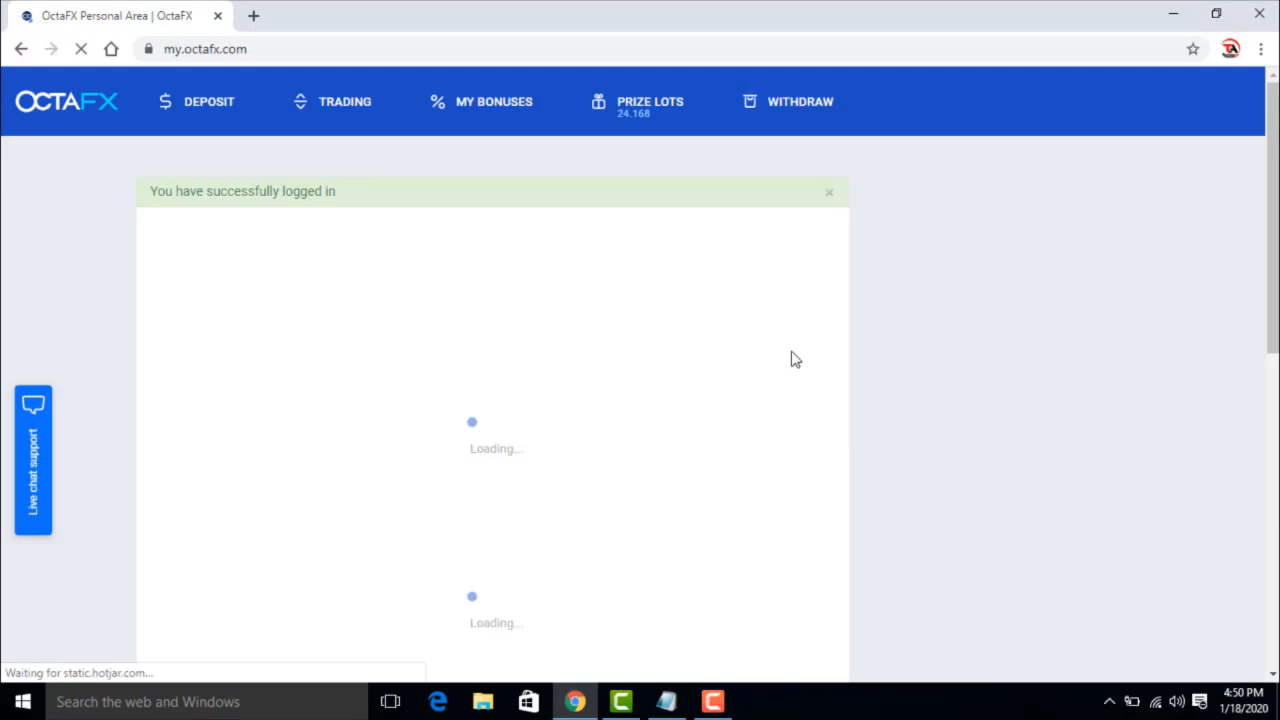 OctaFX Personal Area | OctaFX
my.octafx.com
OCTAFX
DEPOSIT
TRADING
MY BONUSES
PRIZE LOTS
24.168
WITHDRAW
You have successfully logged in
Loading...
Live chat support
Loading...
Waiting for static.hotjar.com...
Search the web and Windows
4:50 PM
1/18/2020